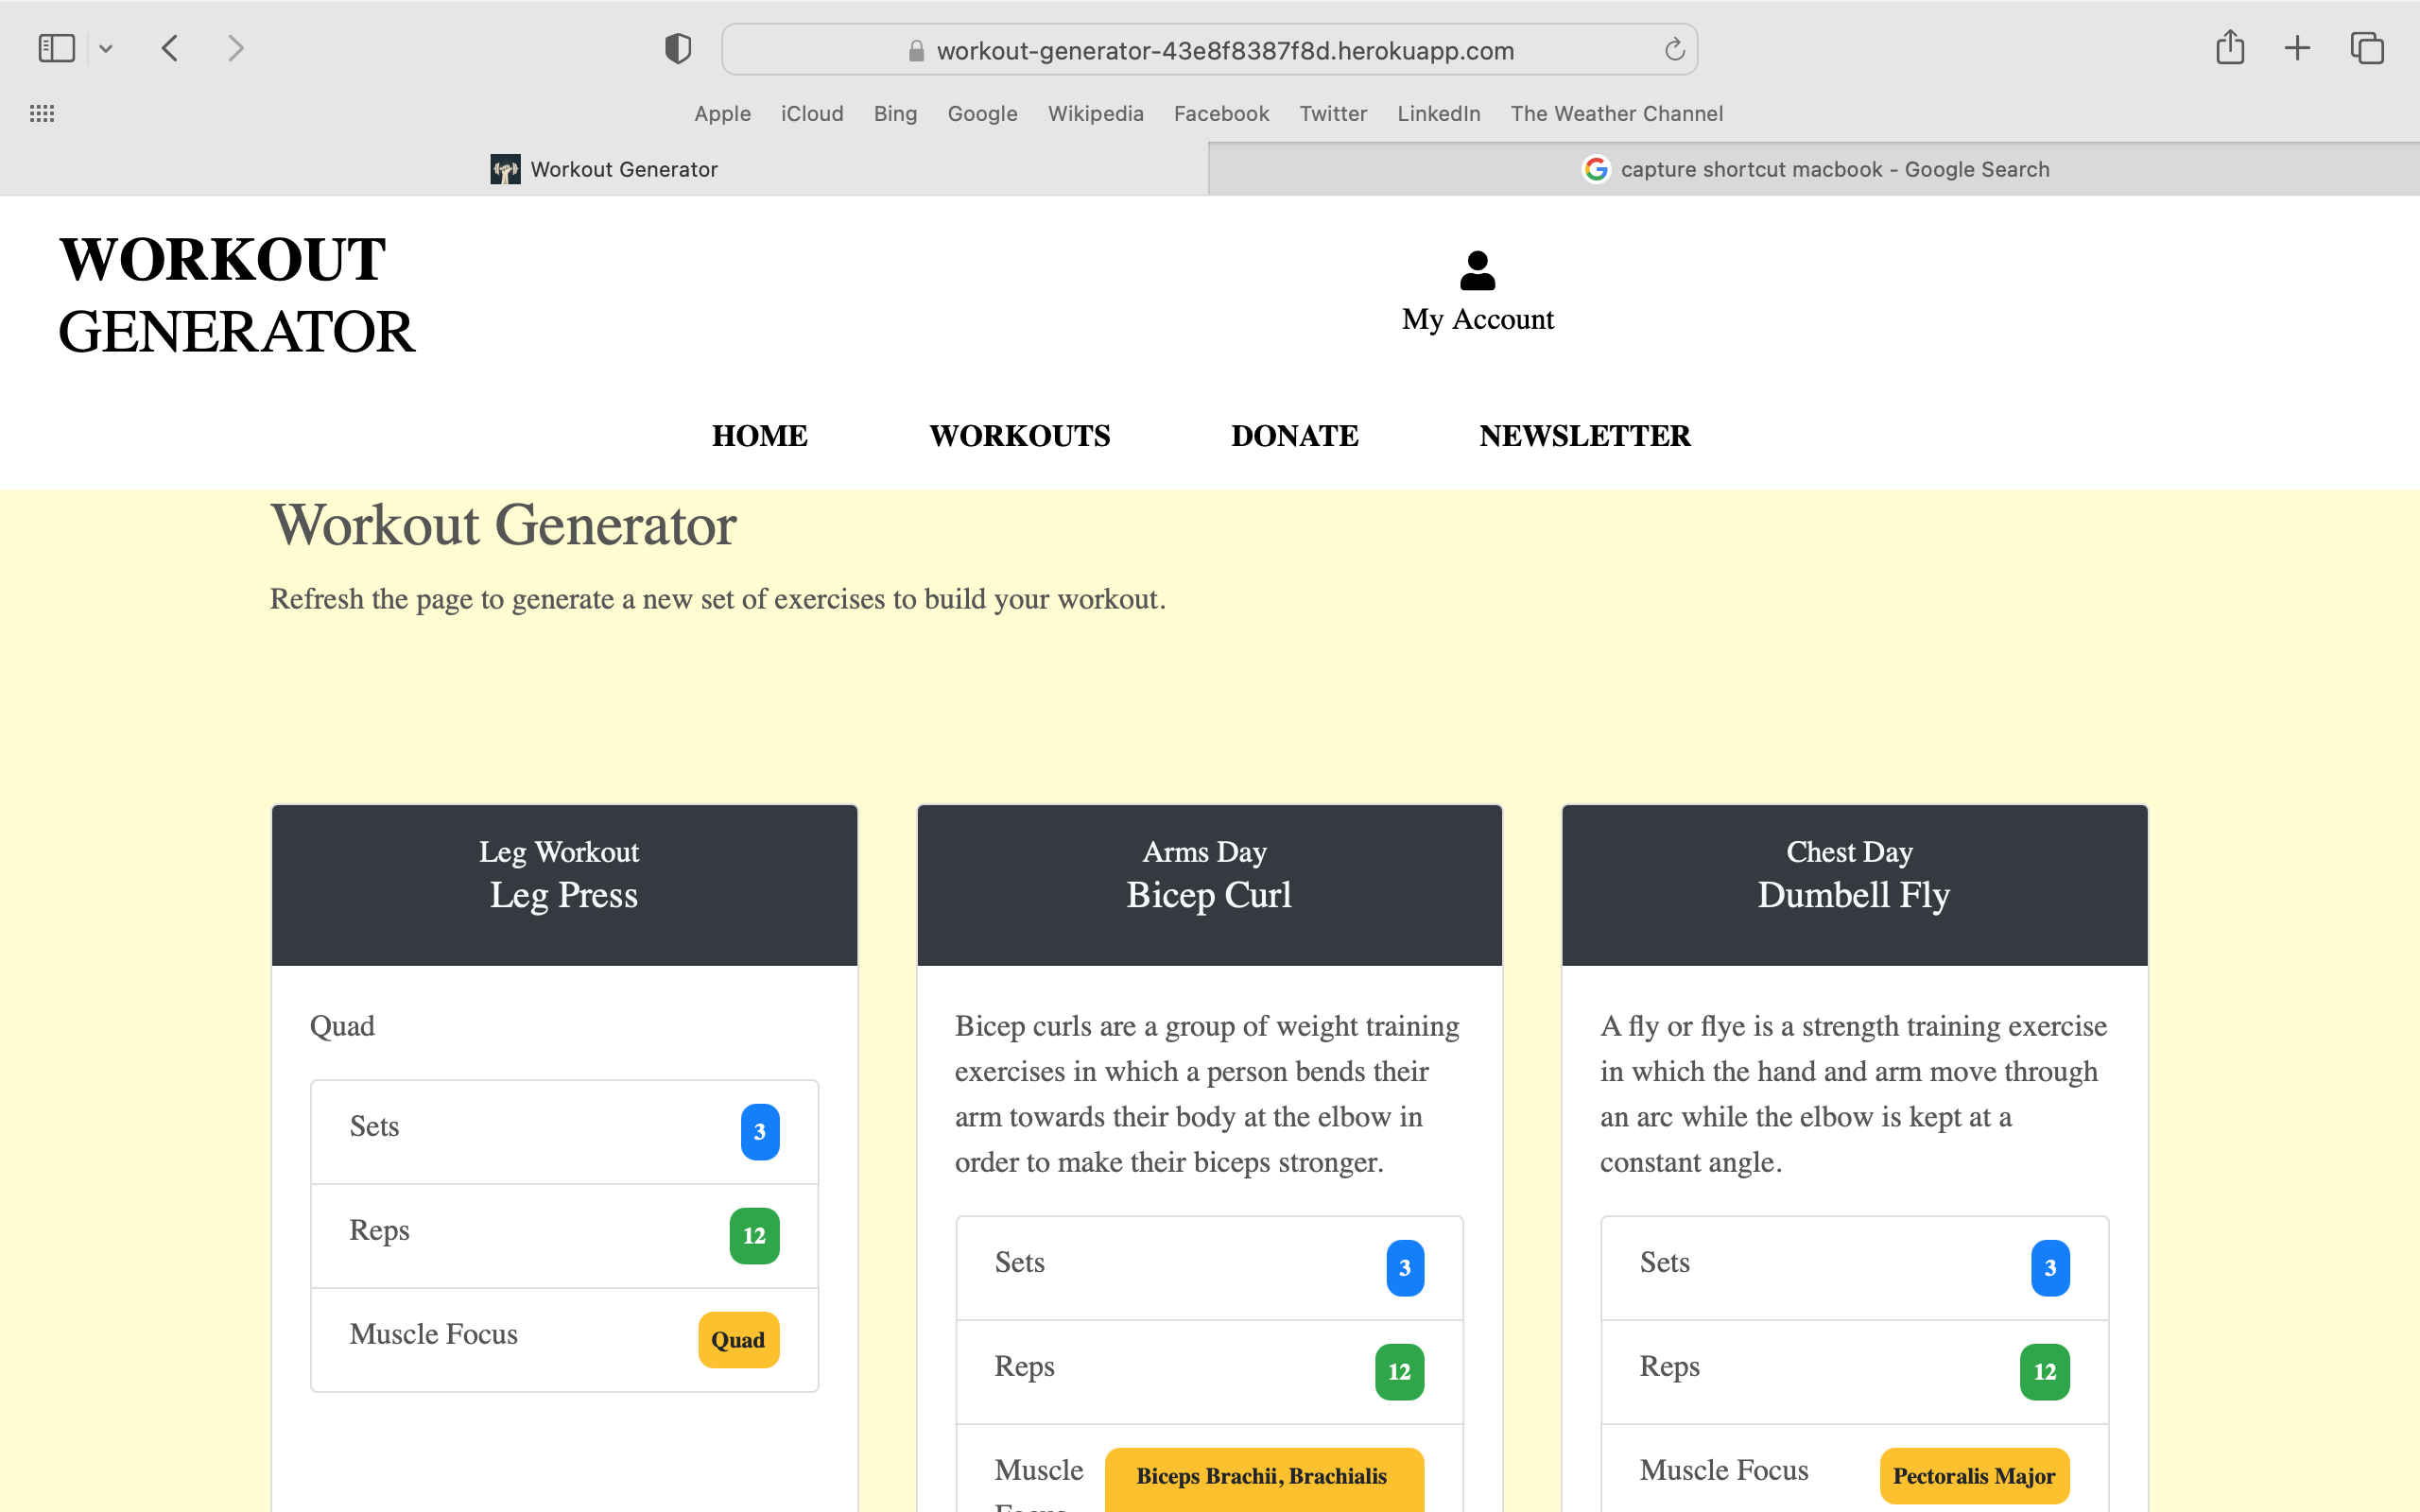 workout-generator-43e8f8387f8d.herokuapp.com
Apple iCloud Bing Google Wikipedia Facebook Twitter LinkedIn The Weather Channel
Workout Generator
capture shortcut macbook - Google Search
WORKOUT
GENERATOR
My Account
HOME WORKOUTS DONATE NEWSLETTER
Workout Generator
Refresh the page to generate a new set of exercises to build your workout.
Leg Workout
Leg Press
Quad
Sets 3
Reps 12
Muscle Focus Quad
Arms Day
Bicep Curl
Bicep curls are a group of weight training
exercises in which a person bends their
arm towards their body at the elbow in
order to make their biceps stronger.
Sets 3
Reps 12
Muscle Biceps Brachii, Brachialis
Focus
Chest Day
Dumbell Fly
A fly or flye is a strength training exercise
in which the hand and arm move through
an arc while the elbow is kept at a
constant angle.
Sets 3
Reps 12
Muscle Focus Pectoralis Major